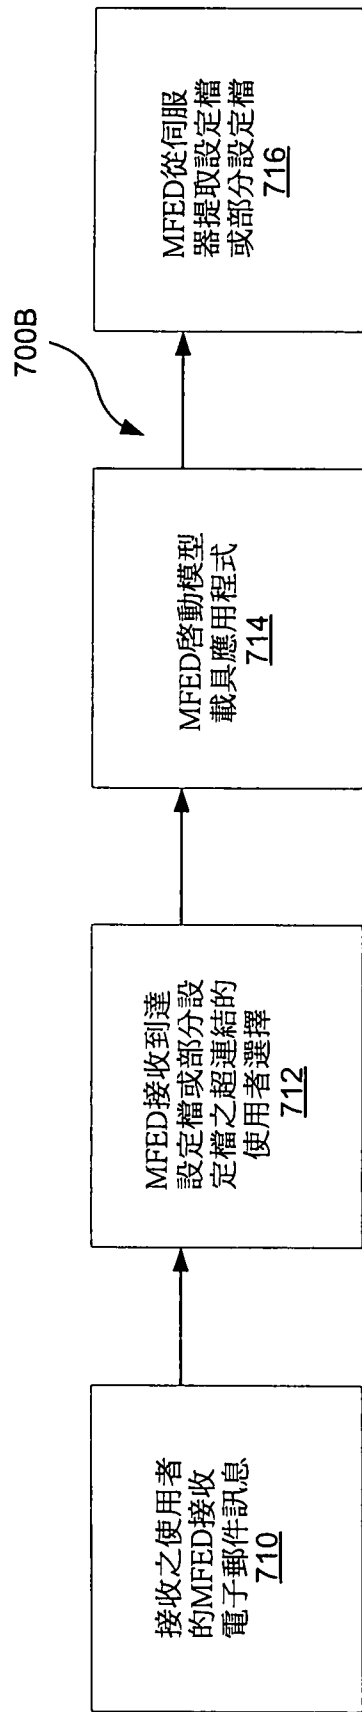 700B
接收之使用者
的MFED接收
電子郵件訊息
710
MFED接收到達
設定檔或部分設
定檔之超連結的
使用者選擇
712
MFED啓動模型
載具應用程式
714
MFED從伺服
器提取設定檔
或部分設定檔
716